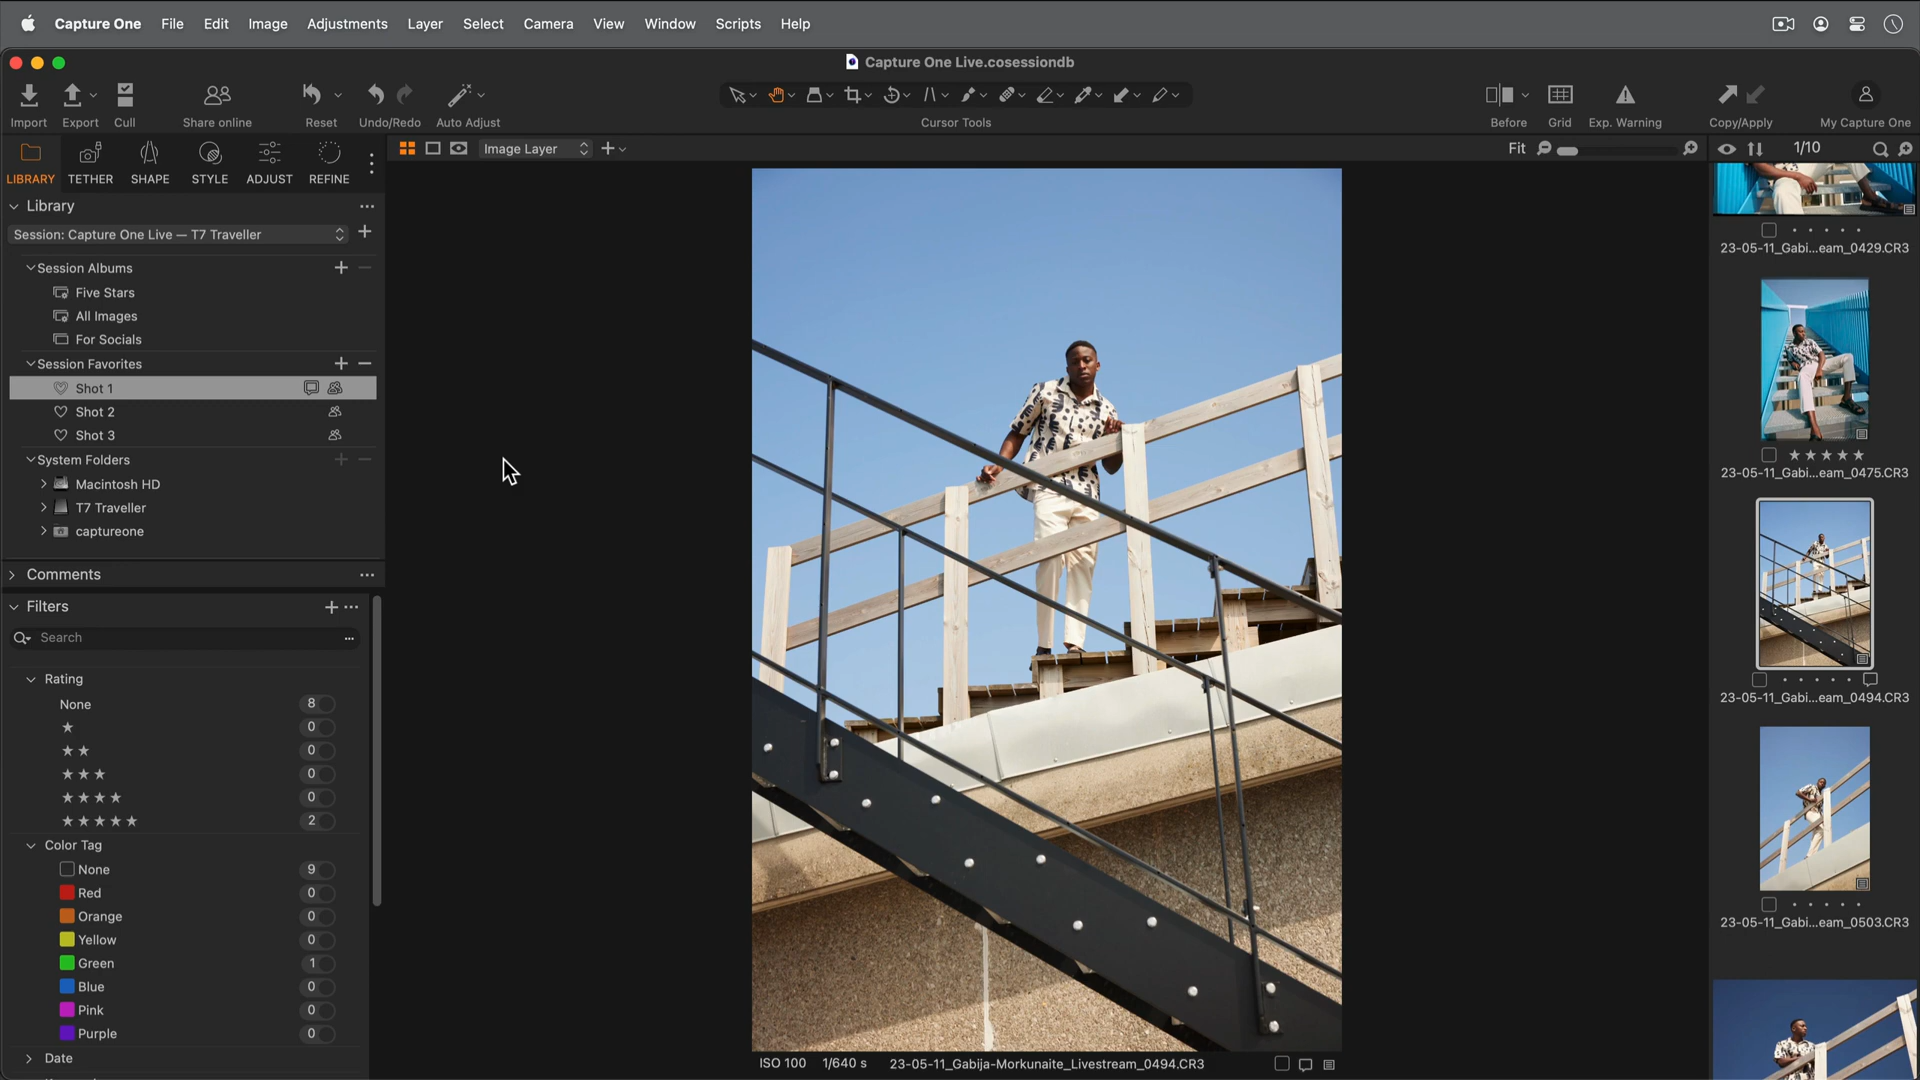 Capture One File Edit Image Adjustments Layer Select Camera View Window Scripts Help
Capture One Live.cosessiondb
Import Export Cull Share online Reset Undo/Redo Auto Adjust Cursor Tools Before Grid Exp. Warning Copy/Apply My Capture One
LIBRARY TETHER SHAPE STYLE ADJUST REFINE
Image Layer
Fit
1/10
Library
Session: Capture One Live — T7 Traveller
Session Albums
Five Stars
All Images
For Socials
Session Favorites
Shot 1
Shot 2
Shot 3
System Folders
Macintosh HD
T7 Traveller
captureone
Comments
Filters
Search
Rating
None 8
★ 0
★★ 0
★★★ 0
★★★★ 0
★★★★★ 2
Color Tag
None 9
Red 0
Orange 0
Yellow 0
Green 1
Blue 0
Pink 0
Purple 0
Date
ISO 100 1/640 s 23-05-11_Gabija-Morkunaite_Livestream_0494.CR3
23-05-11_Gabi...eam_0429.CR3
23-05-11_Gabi...eam_0475.CR3
23-05-11_Gabi...eam_0494.CR3
23-05-11_Gabi...eam_0503.CR3